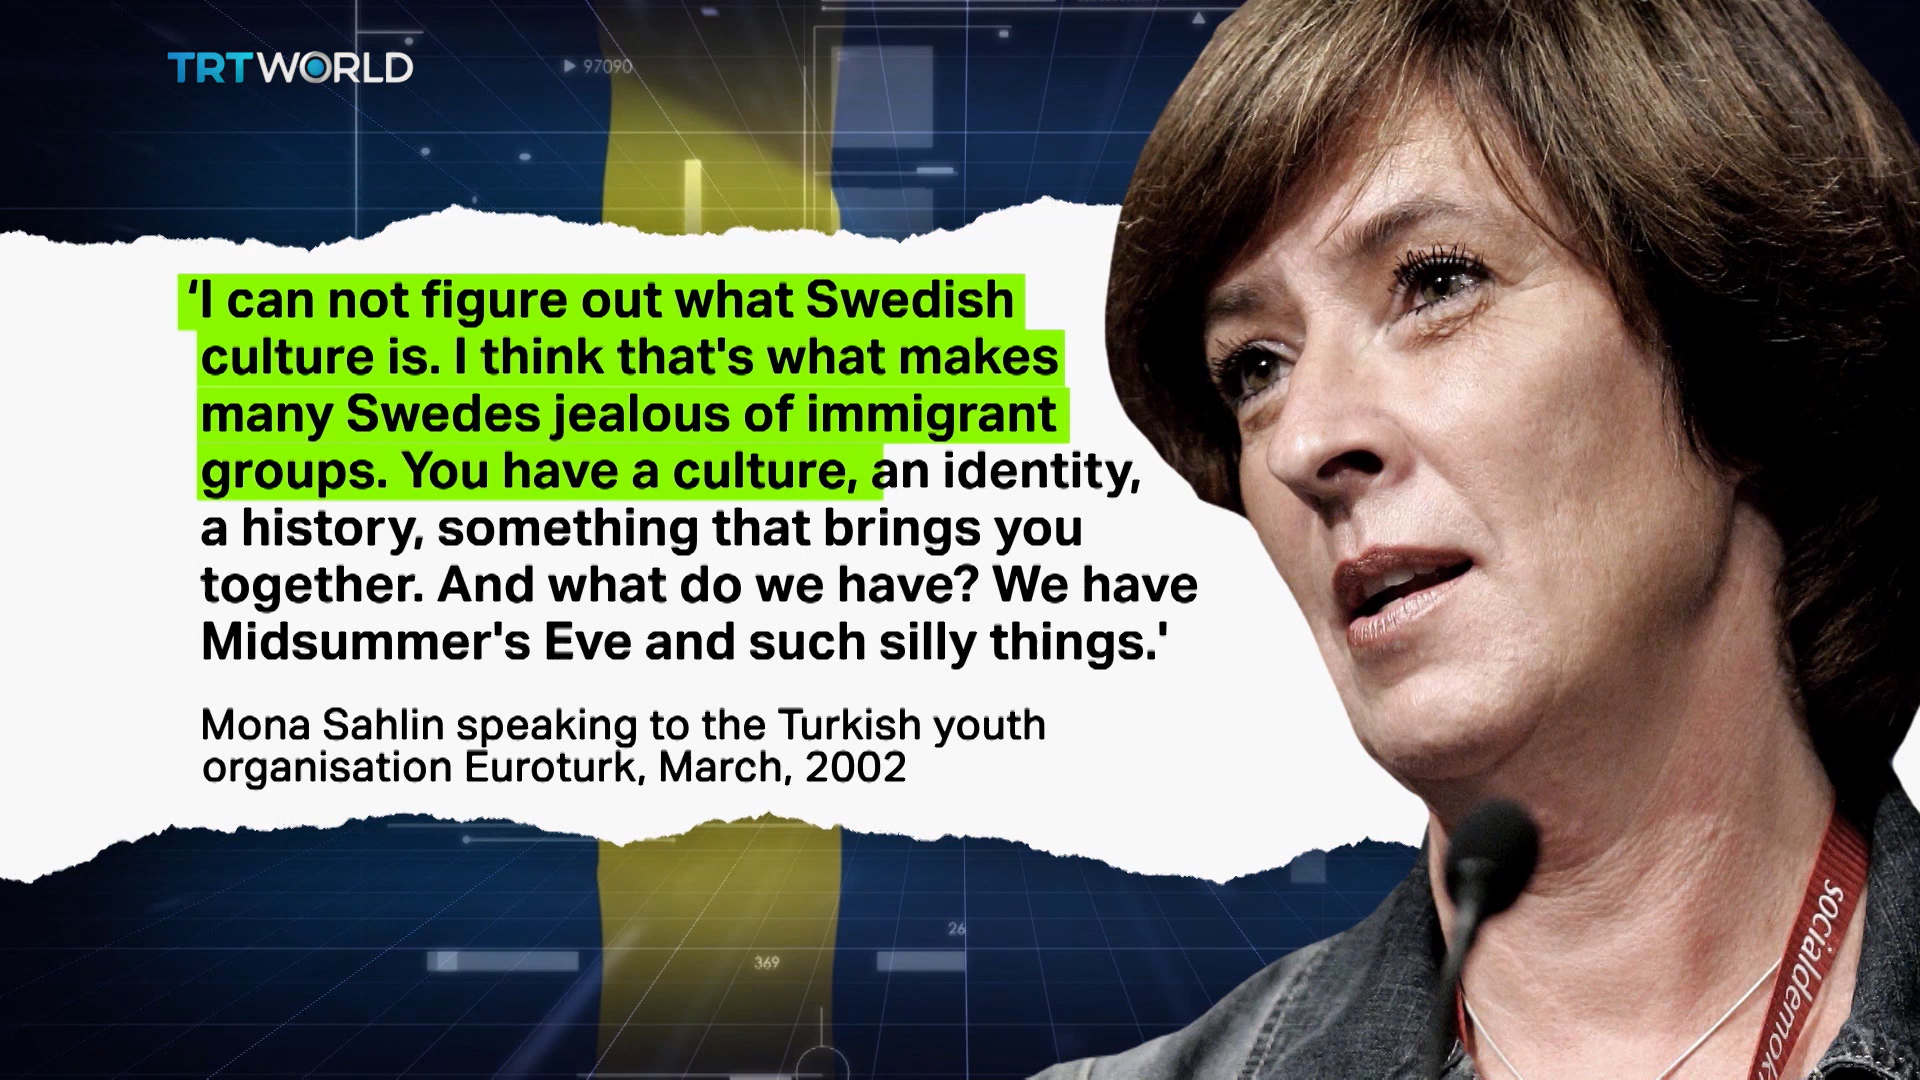 TRT WORLD
97090
‘I can not figure out what Swedish
culture is. I think that's what makes
many Swedes jealous of immigrant
groups. You have a culture, an identity,
a history, something that brings you
together. And what do we have? We have
Midsummer's Eve and such silly things.'
Mona Sahlin speaking to the Turkish youth
organisation Euroturk, March, 2002
26
369
socialdemok